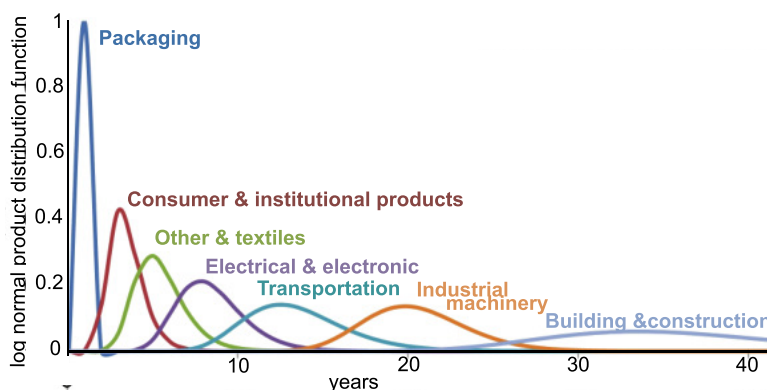 log normal product distribution function
1
0.8
0.6
0.4
0.2
0
Packaging
Consumer & institutional products
Other & textiles
Electrical & electronic
Transportation
Industrial
machinery
Building &construction
10
20
30
40
years